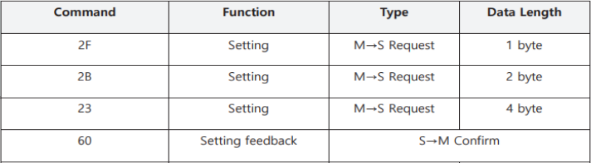 Command Function Type Data Length
2F Setting M→S Request 1 byte
2B Setting M→S Request 2 byte
23 Setting M→S Request 4 byte
60 Setting feedback S→M Confirm